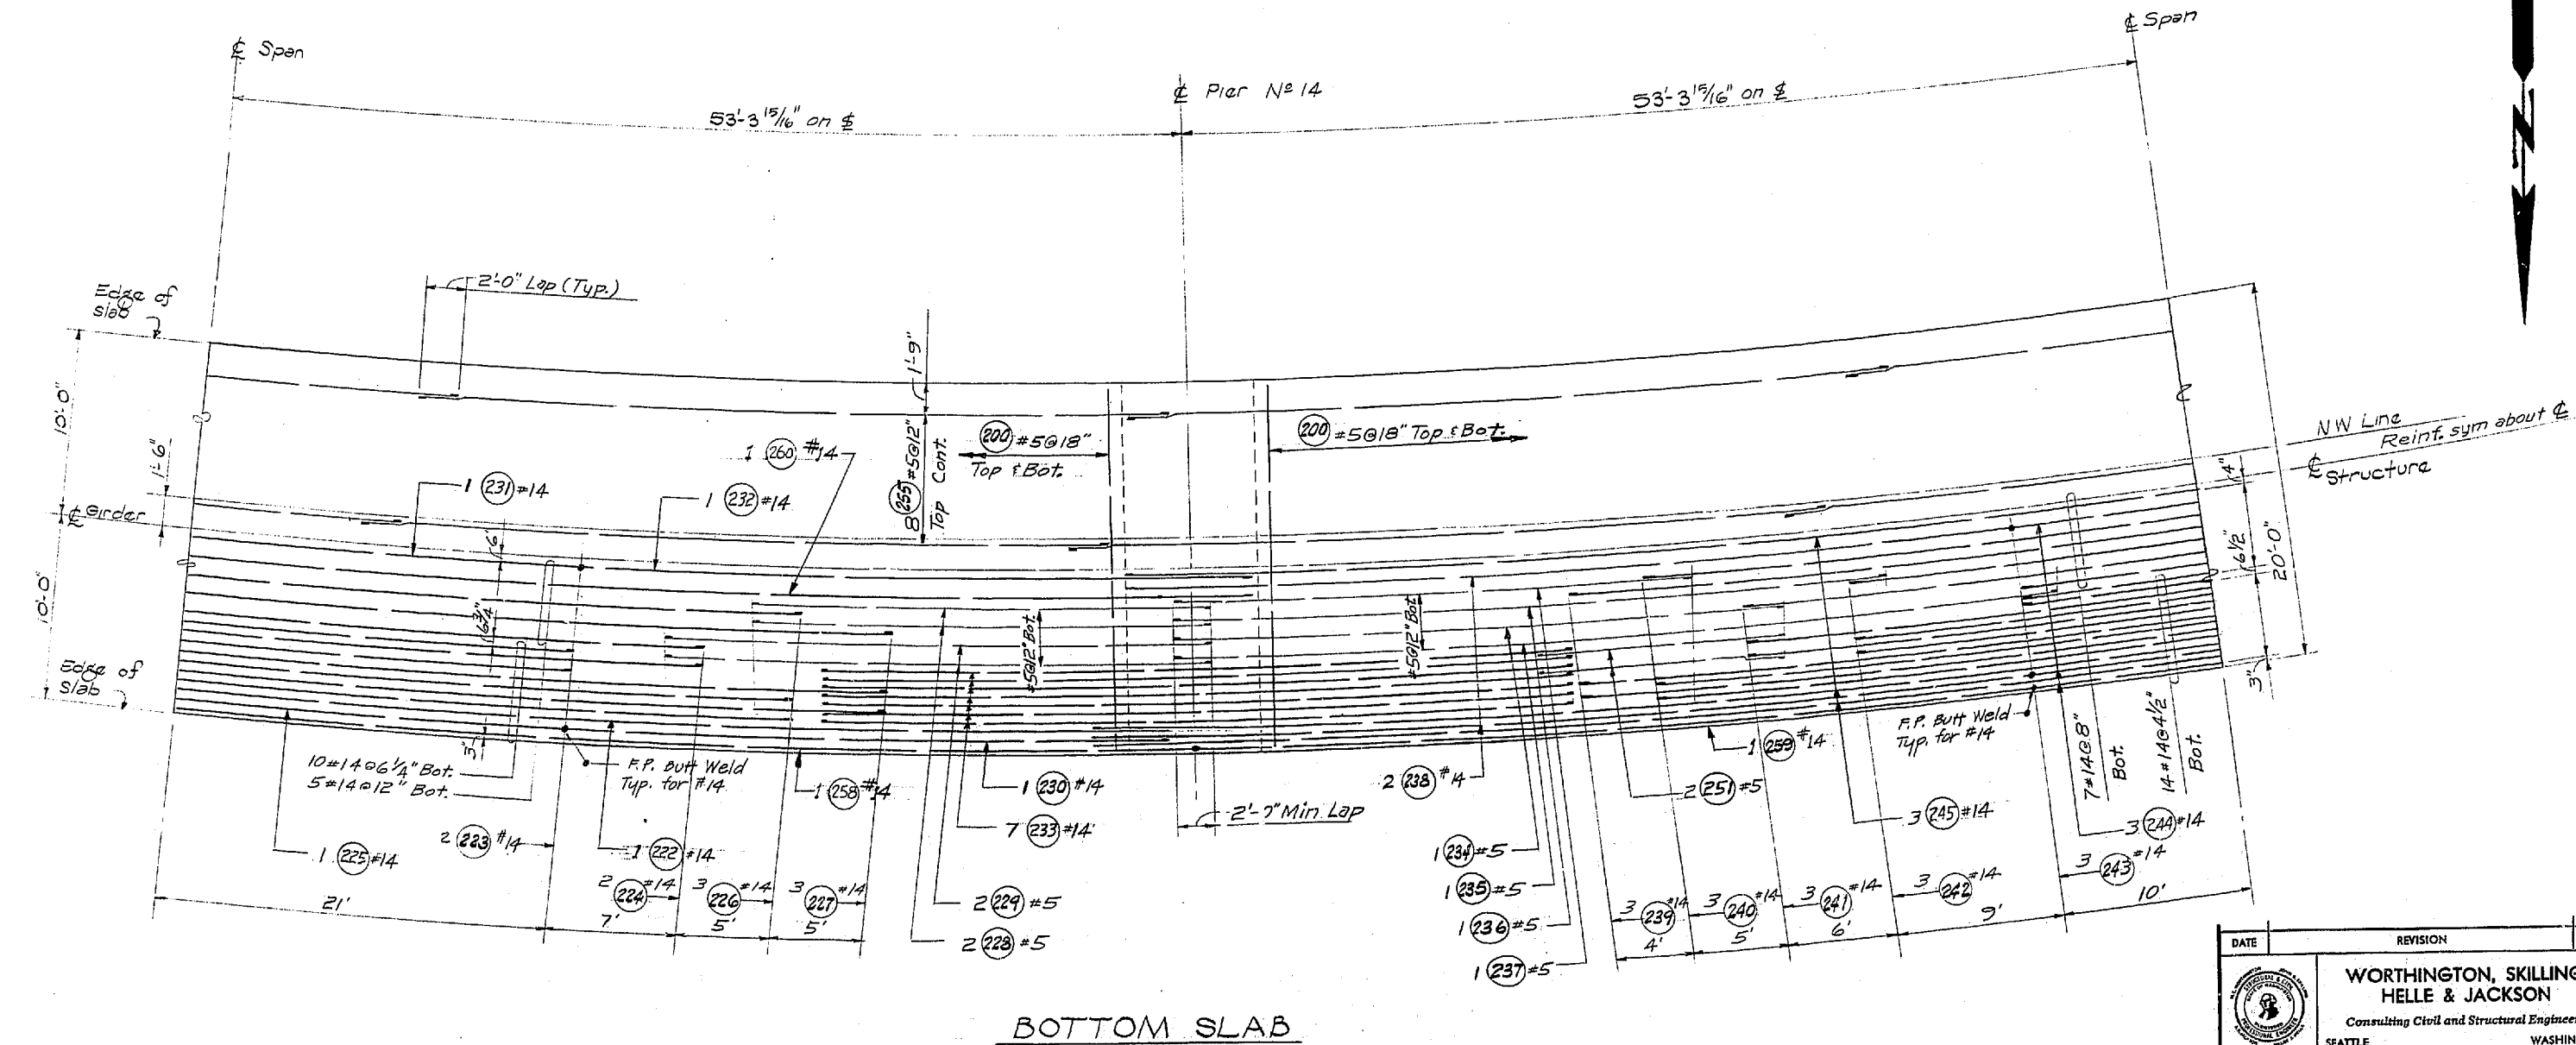 ℄ Span
℄ Span
℄ Pier Nº 14
53'-3 15/16" on ℄
53'-3 15/16" on ℄
N
Edge of
slab
2'-0" Lap (Typ.)
1'-9"
10'-0"
1'-6"
8 (255) #5@12"
Top Cont.
(200) #5@18"
Top & Bot.
(200) #5@18" Top & Bot.
NW Line
Reinf. sym about ℄
℄ Structure
1 (260) #14
1 (231) #14
1 (232) #14
℄ Girder
6"
4"
6 1/2"
20'-0"
3"
10'-0"
6 3/4"
#5@12" Bot.
#5@12" Bot
Edge of
Slab
3"
10#14@6 1/4" Bot.
5#14@12" Bot.
F.P. Butt Weld
Typ. for #14
1 (258) #14
1 (230) #14
7 (233) #14
2'-7" Min. Lap
2 (238) #14
2 (251) #5
1 (259) #14
F.P. Butt Weld
Typ. for #14
7#14@8"
Bot.
14#14@4 1/2"
Bot.
3 (245) #14
3 (244) #14
3 (243) #14
2 (223) #14
1 (225) #14
1 (222) #14
2 (224) #14
3 (226) #14
3 (227) #14
2 (229) #5
2 (228) #5
1 (234) #5
1 (235) #5
1 (236) #5
1 (237) #5
3 (239) #14
3 (240) #14
3 (241) #14
3 (242) #14
21'
7'
5'
5'
4'
5'
6'
9'
10'
BOTTOM SLAB
DATE
REVISION
WORTHINGTON, SKILLING
HELLE & JACKSON
Consulting Civil and Structural Engineer
SEATTLE WASHIN